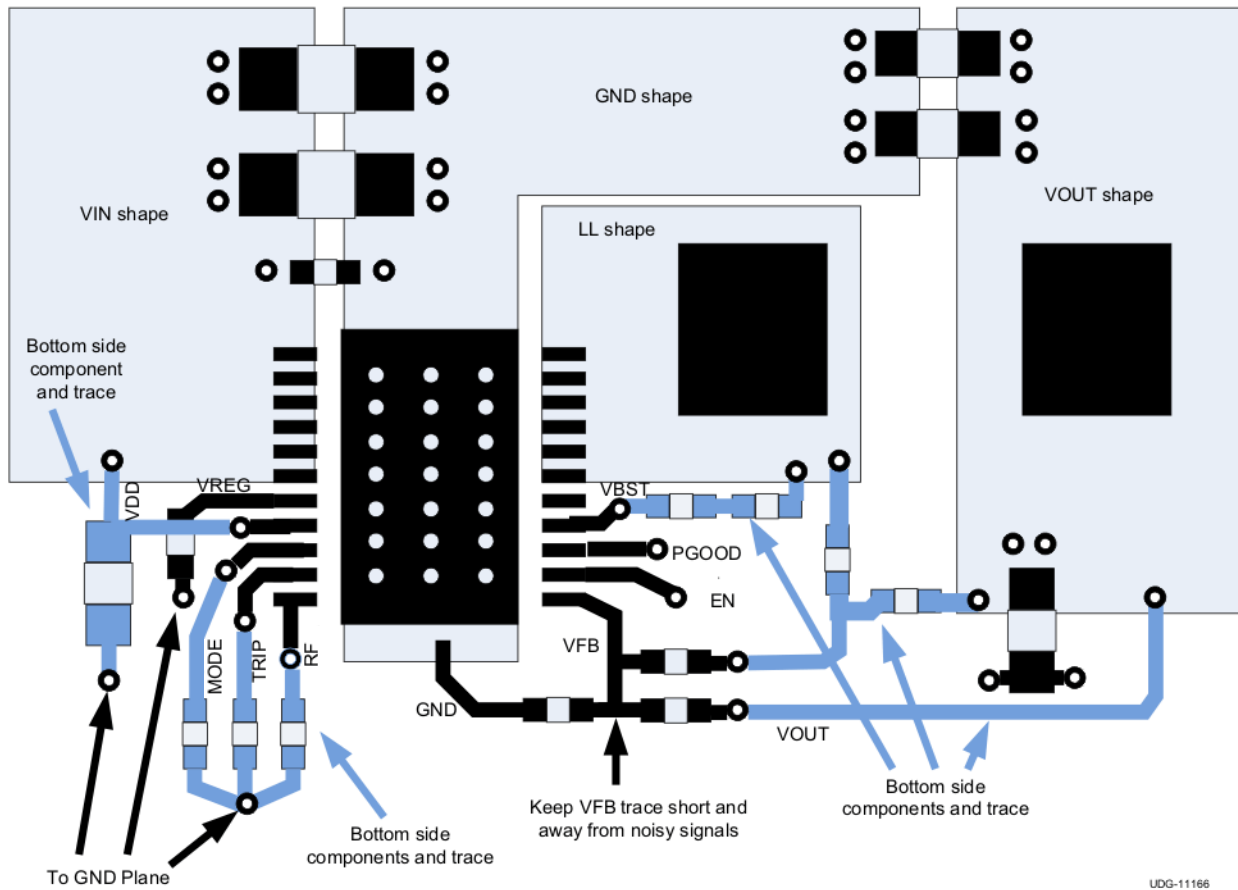 GND shape
VIN shape
VOUT shape
LL shape
Bottom side
component
and trace
VREG
VDD
VBST
PGOOD
EN
VFB
MODE
TRIP
RF
GND
VOUT
Keep VFB trace short and
away from noisy signals
Bottom side
components and trace
Bottom side
components and trace
To GND Plane
UDG-11166